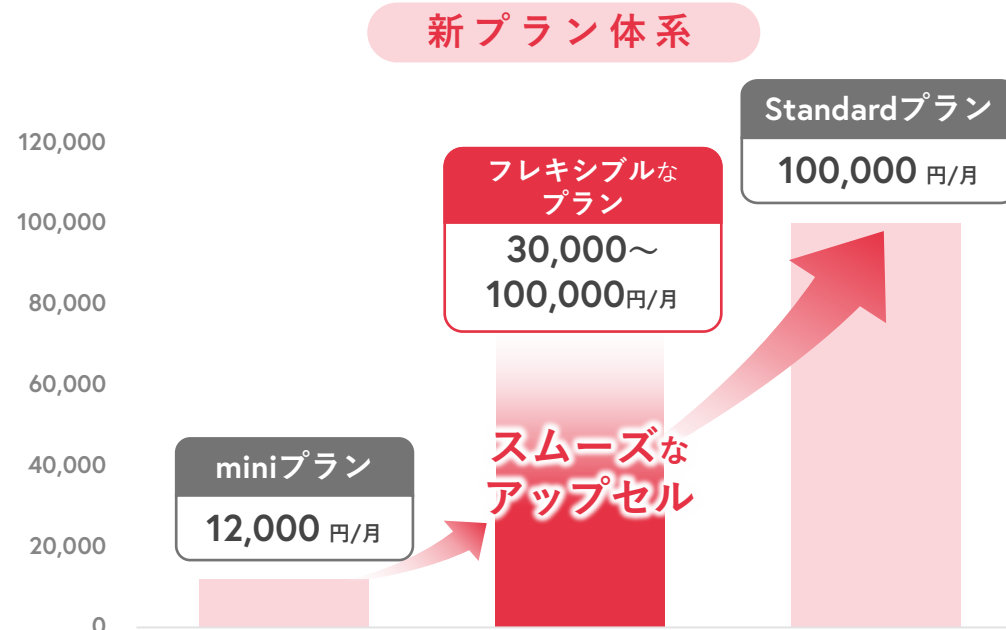 新プラン体系
120,000
100,000
80,000
60,000
40,000
20,000
0
miniプラン
12,000 円/月
フレキシブルな
プラン
30,000～
100,000円/月
スムーズな
アップセル
Standardプラン
100,000 円/月